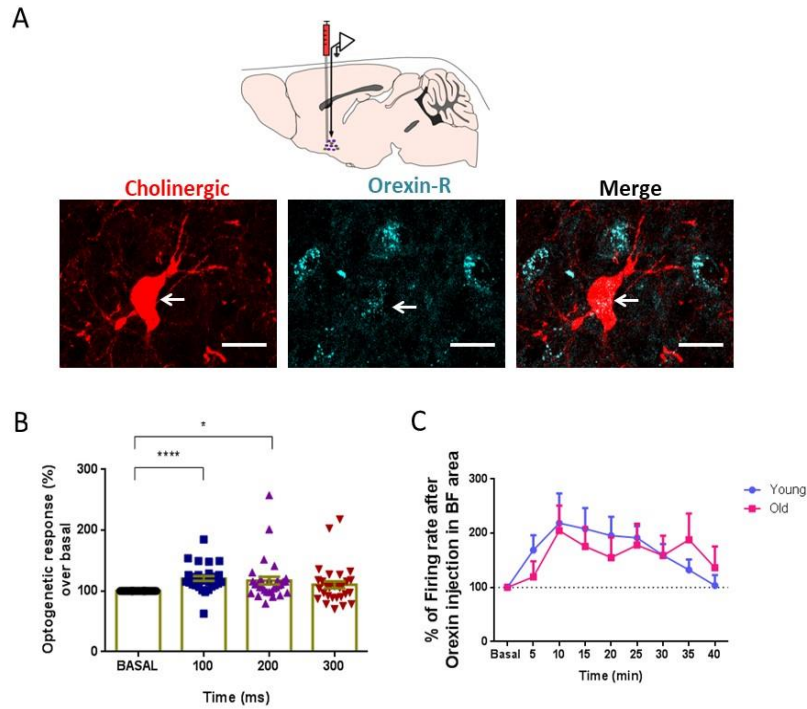 A
Cholinergic Orexin-R Merge
B
Optogenetic response (%)
over basal
300
200
100
0
*
****
BASAL 100 200 300
Time (ms)
C
% of Firing rate after
Orexin injection in BF area
300
200
100
0
Basal 5 10 15 20 25 30 35 40
Time (min)
Young
Old